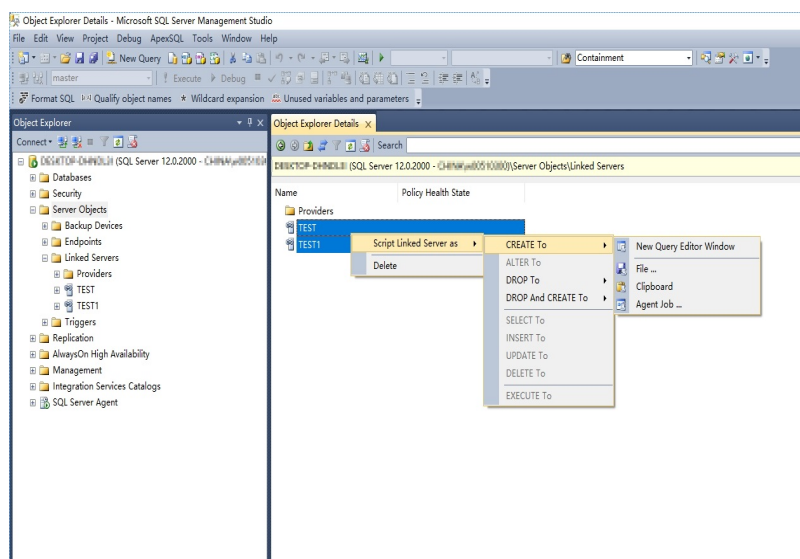 Object Explorer Details - Microsoft SQL Server Management Studio
File Edit View Project Debug ApexSQL Tools Window Help
New Query Containment
master Execute Debug
Format SQL Qualify object names * Wildcard expansion Unused variables and parameters
Object Explorer
Connect
(SQL Server 12.0.2000 -
Databases
Security
Server Objects
Backup Devices
Endpoints
Linked Servers
Providers
TEST
TEST1
Triggers
Replication
AlwaysOn High Availability
Management
Integration Services Catalogs
SQL Server Agent
Object Explorer Details
Search
(SQL Server 12.0.2000 - \Server Objects\Linked Servers
Name Policy Health State
Providers
TEST
TEST1
Script Linked Server as
Delete
CREATE To
ALTER To
DROP To
DROP And CREATE To
SELECT To
INSERT To
UPDATE To
DELETE To
EXECUTE To
New Query Editor Window
File ...
Clipboard
Agent Job ...